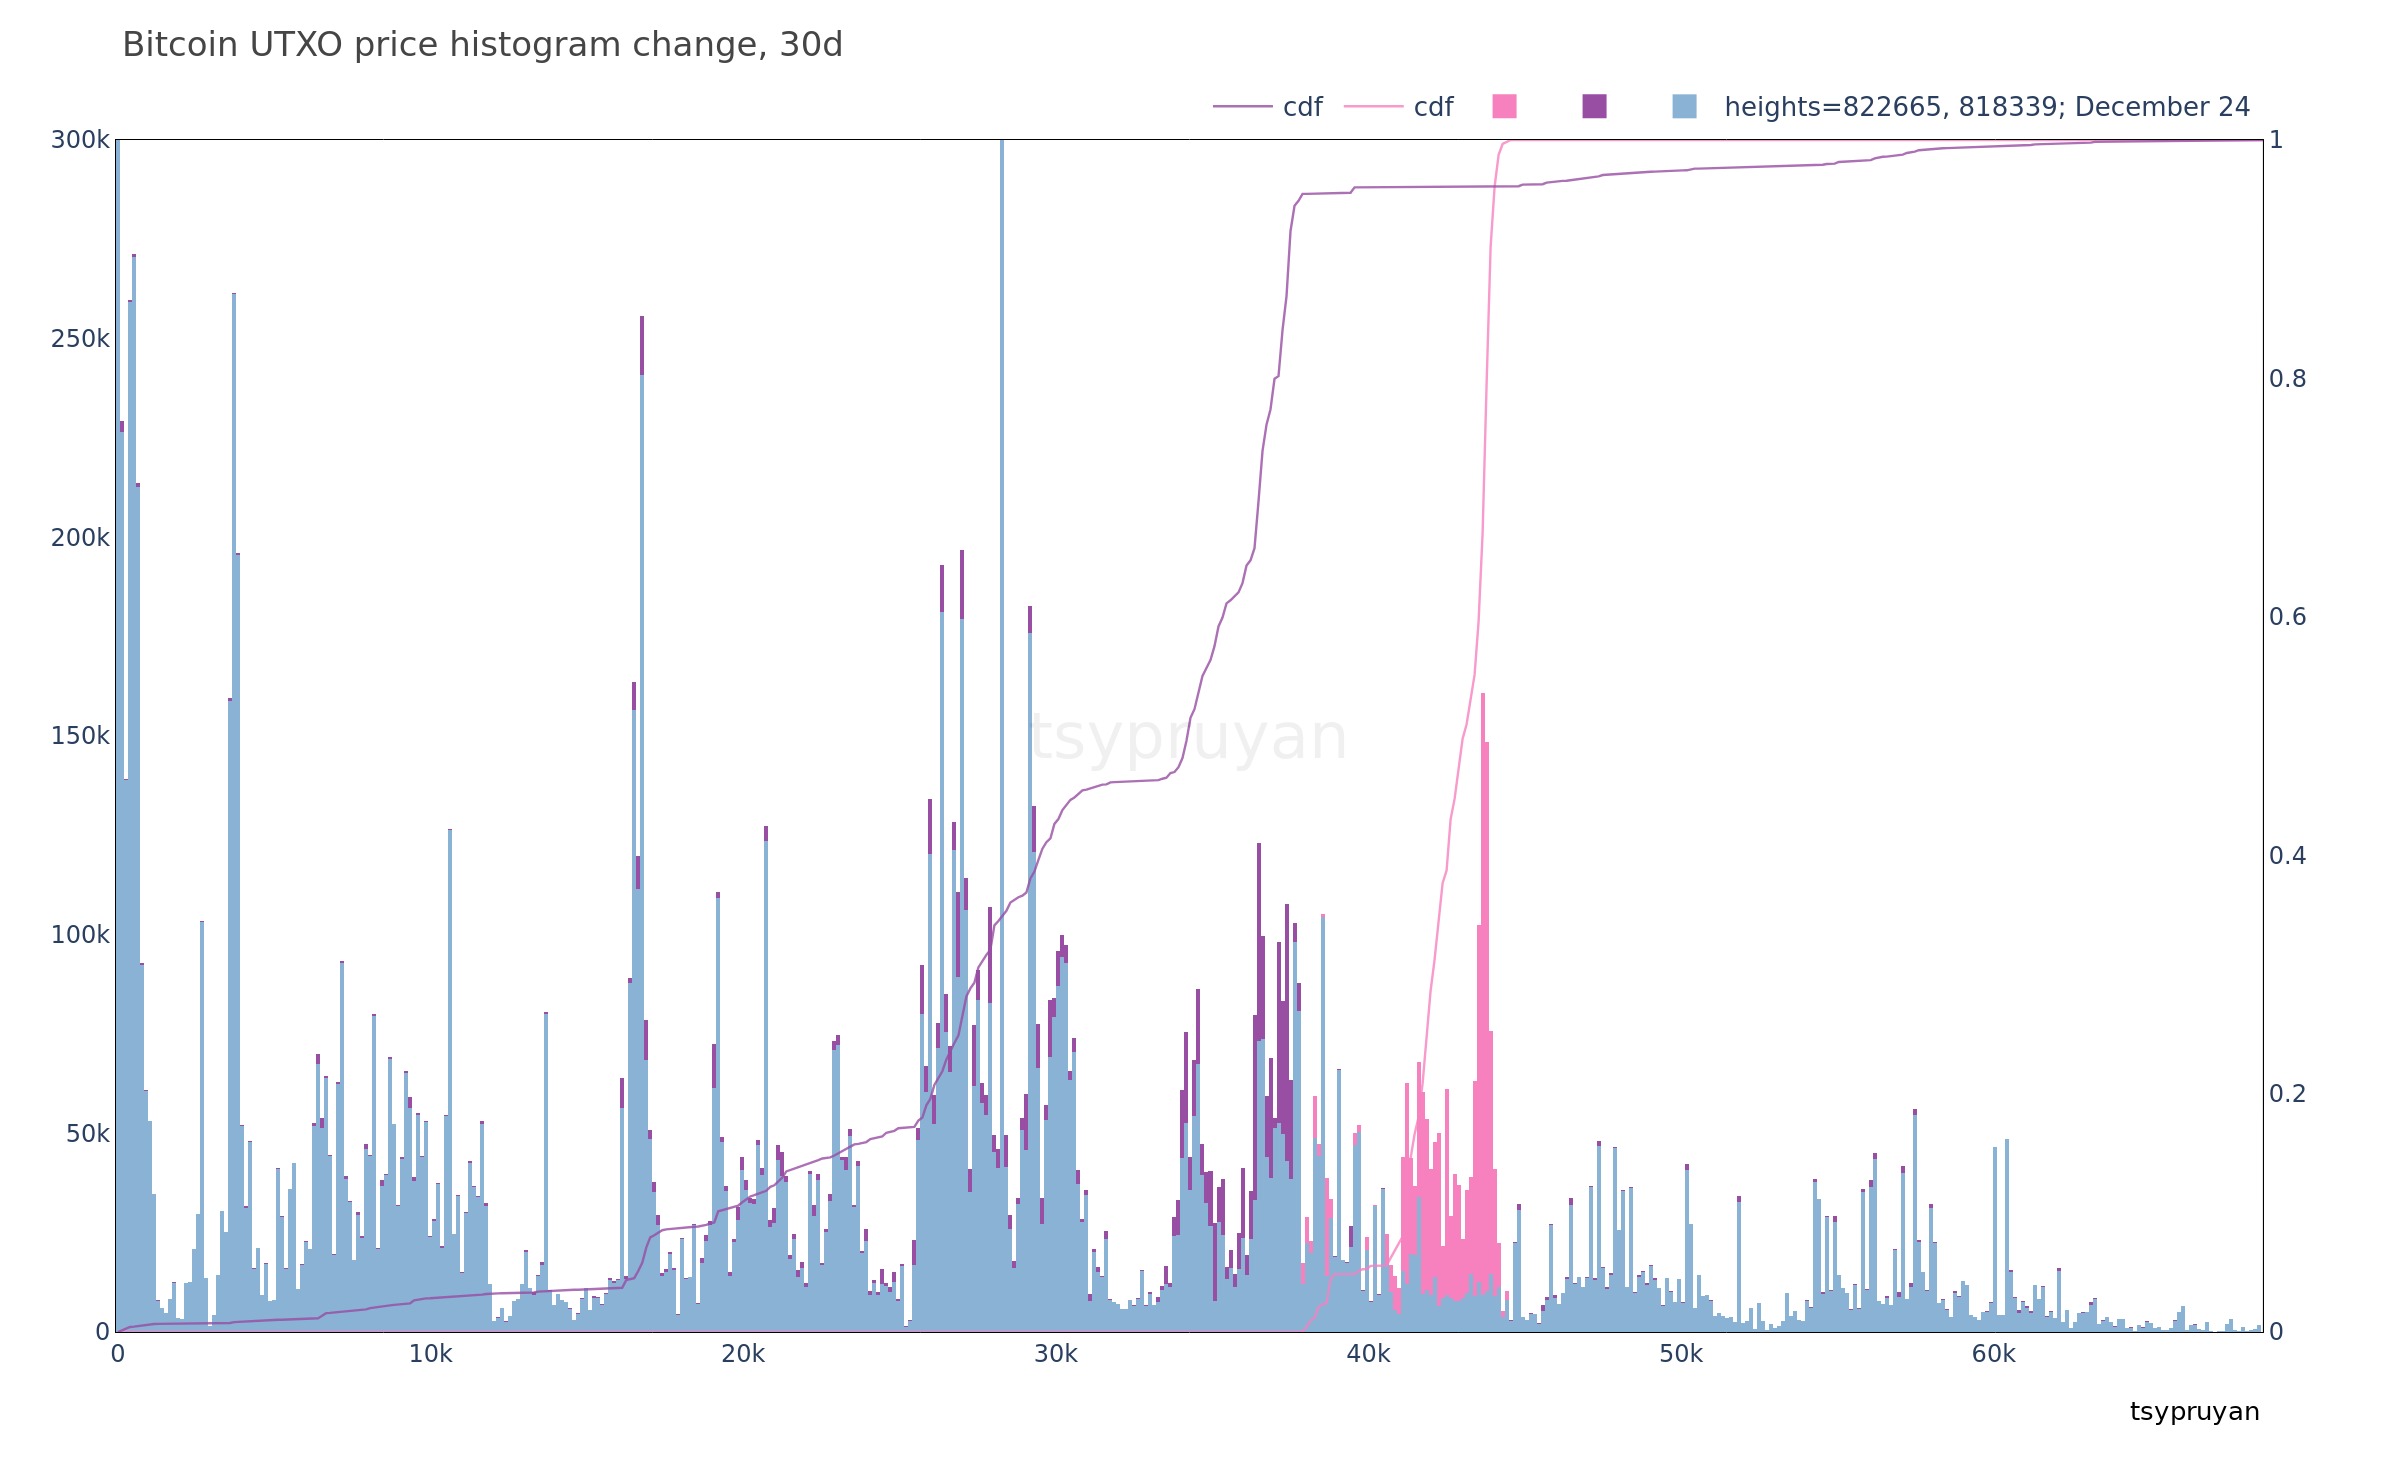 Bitcoin UTXO price histogram change, 30d
cdf cdf heights=822665, 818339; December 24
300k
250k
200k
150k
100k
50k
0
1
0.8
0.6
0.4
0.2
0
tsypruyan
0 10k 20k 30k 40k 50k 60k
tsypruyan